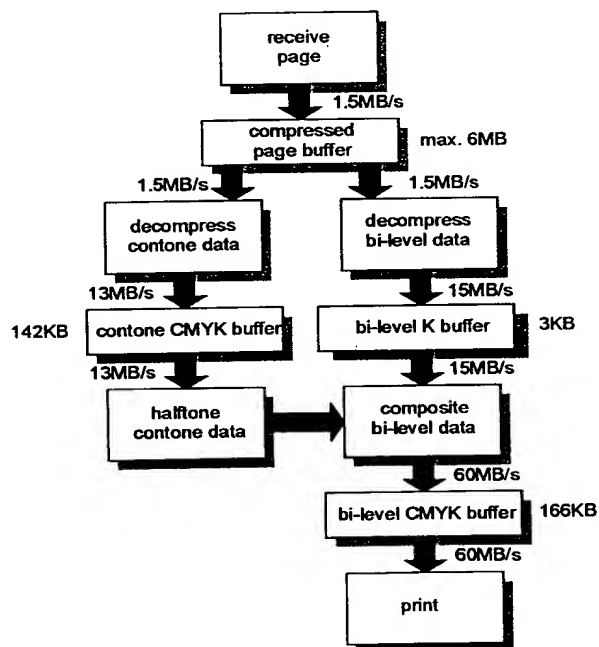 receive
page
1.5MB/s
compressed
page buffer
max. 6MB
1.5MB/s
1.5MB/s
decompress
contone data
decompress
bi-level data
13MB/s
15MB/s
142KB
contone CMYK buffer
bi-level K buffer
3KB
13MB/s
15MB/s
halftone
contone data
composite
bi-level data
60MB/s
bi-level CMYK buffer
166KB
60MB/s
print